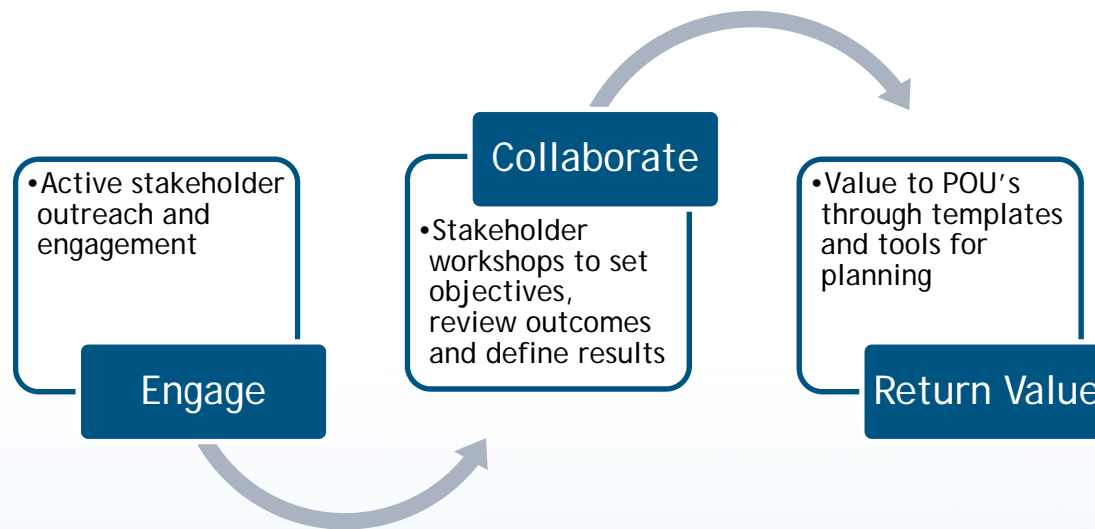 •Active stakeholder
outreach and
engagement
Engage
Collaborate
•Stakeholder
workshops to set
objectives,
review outcomes
and define results
•Value to POU's
through templates
and tools for
planning
Return Value